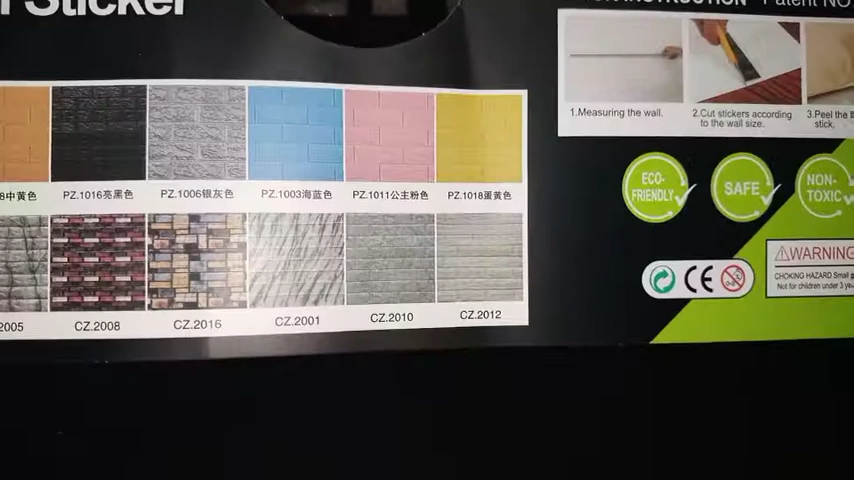 Sticker
Patent NO.
1.Measuring the wall.
2.Cut stickers according
to the wall size.
3.Peel the
stick.
中黄色
PZ.1016亮黑色
PZ.1006银灰色
PZ.1003海蓝色
PZ.1011公主粉色
PZ.1018蛋黄色
2005
CZ.2008
CZ.2016
CZ.2001
CZ.2010
CZ.2012
ECO-
FRIENDLY
SAFE
NON-
TOXIC
CE
0-3
WARNING
CHOKING HAZARD Small
Not for children under 3